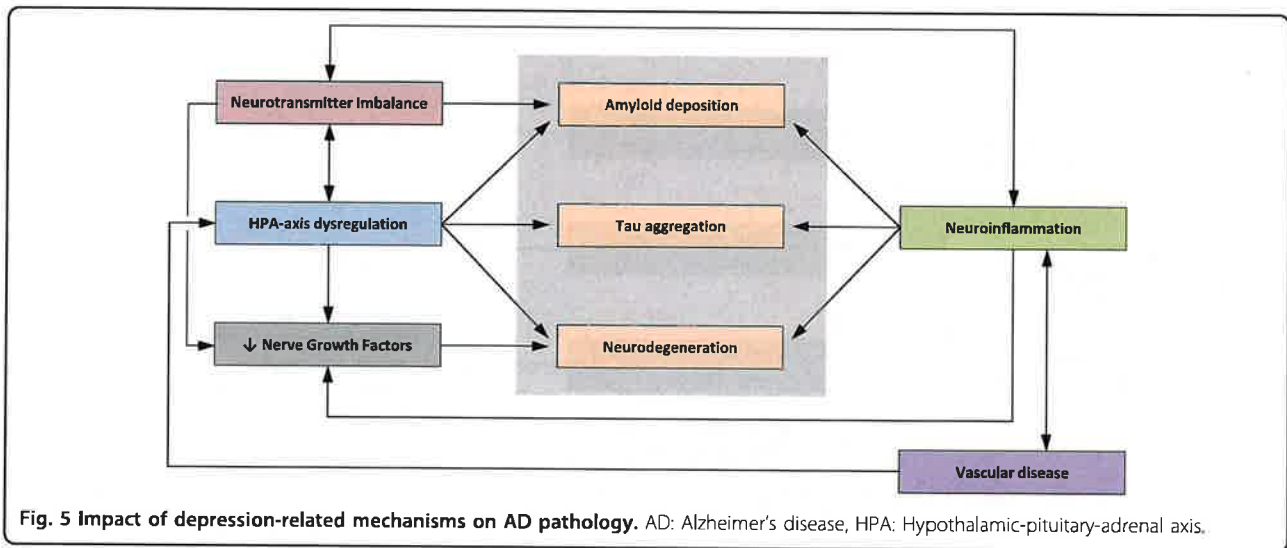 Neurotransmitter Imbalance
Amyloid deposition
HPA-axis dysregulation
Tau aggregation
Neuroinflammation
↓ Nerve Growth Factors
Neurodegeneration
Vascular disease
Fig. 5 Impact of depression-related mechanisms on AD pathology. AD: Alzheimer's disease, HPA: Hypothalamic-pituitary-adrenal axis.